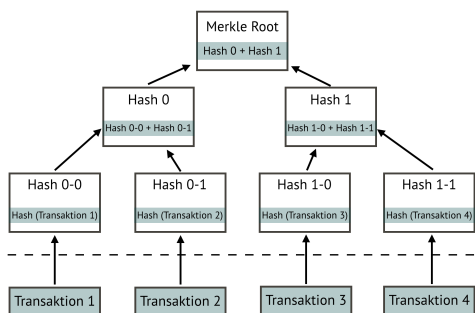 Merkle Root
Hash 0 + Hash 1
Hash 0
Hash 0-0 + Hash 0-1
Hash 1
Hash 1-0 + Hash 1-1
Hash 0-0
Hash (Transaktion 1)
Hash 0-1
Hash (Transaktion 2)
Hash 1-0
Hash (Transaktion 3)
Hash 1-1
Hash (Transaktion 4)
Transaktion 1
Transaktion 2
Transaktion 3
Transaktion 4